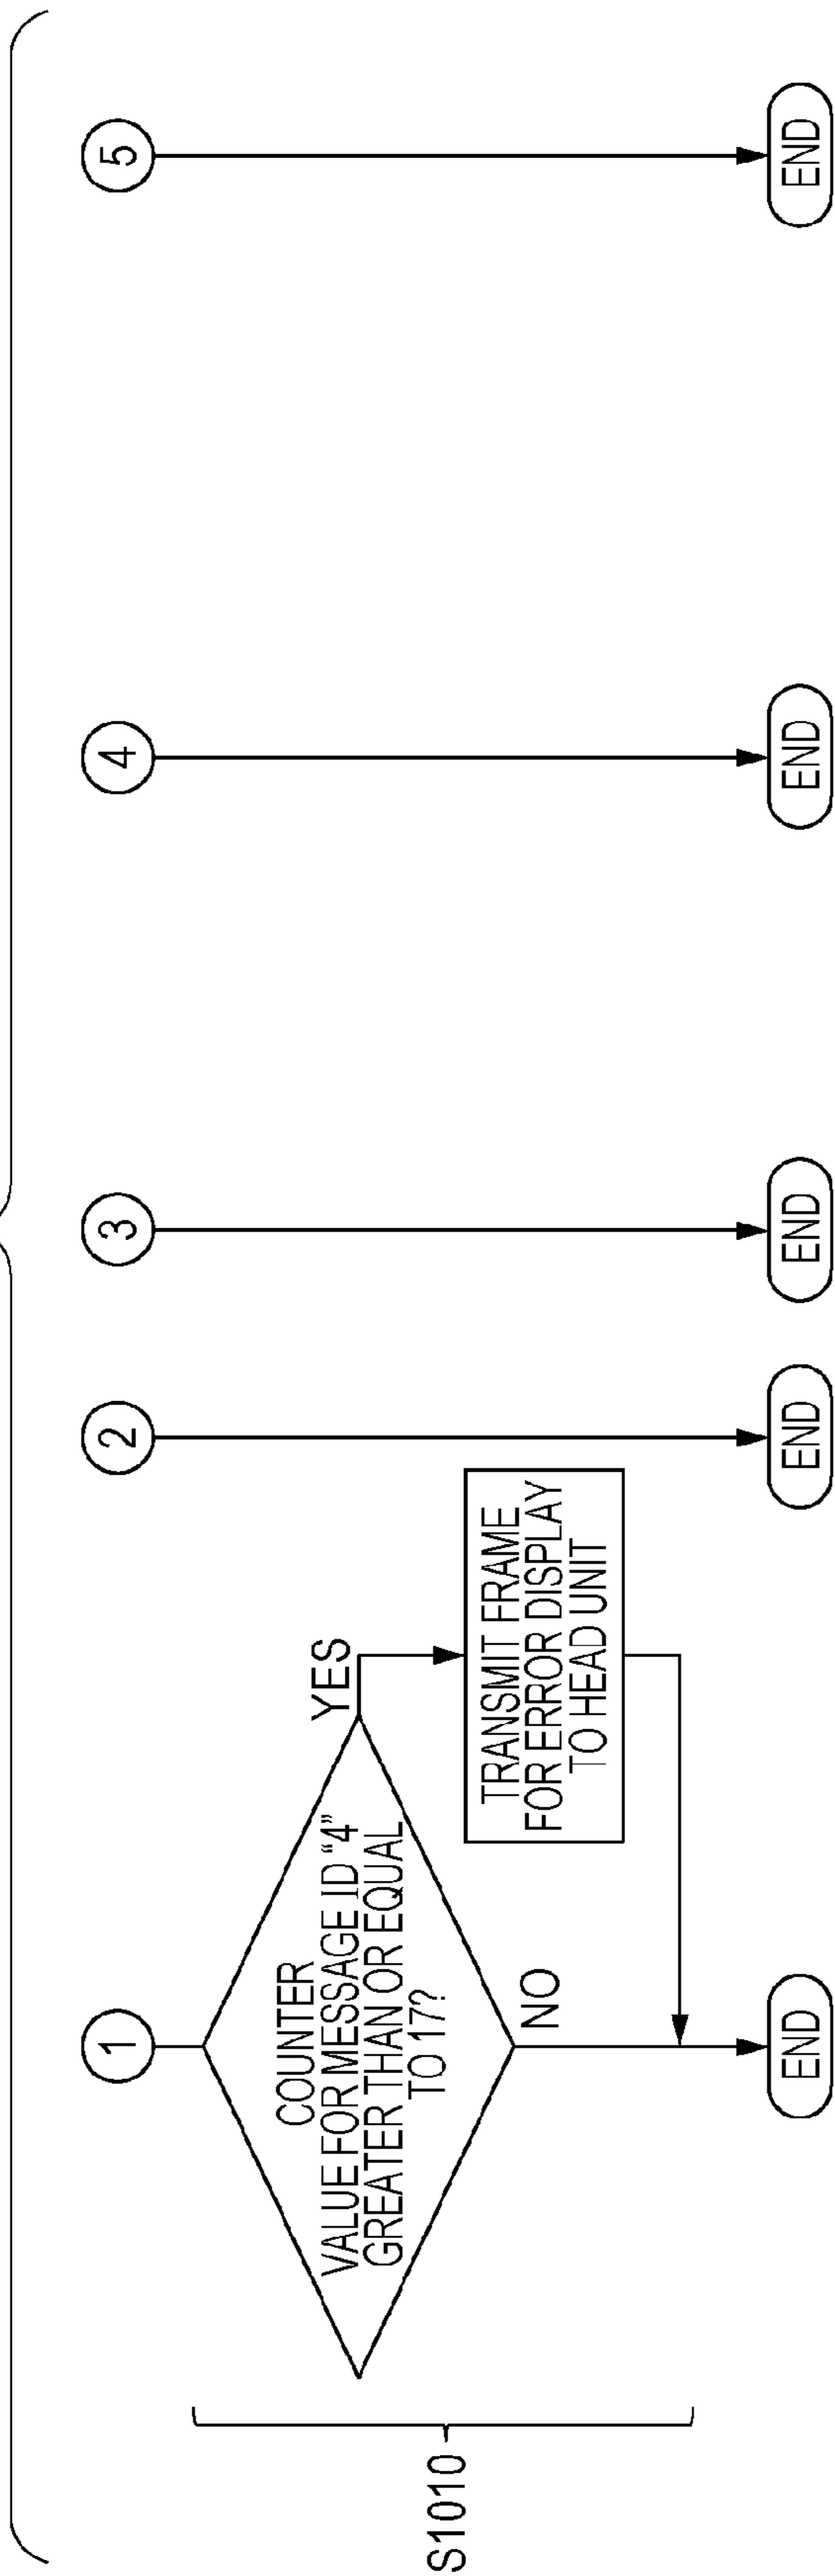 1
2
3
4
5
S1010
COUNTER
VALUE FOR MESSAGE ID “4”
GREATER THAN OR EQUAL
TO 17?
YES
NO
TRANSMIT FRAME
FOR ERROR DISPLAY
TO HEAD UNIT
END
END
END
END
END